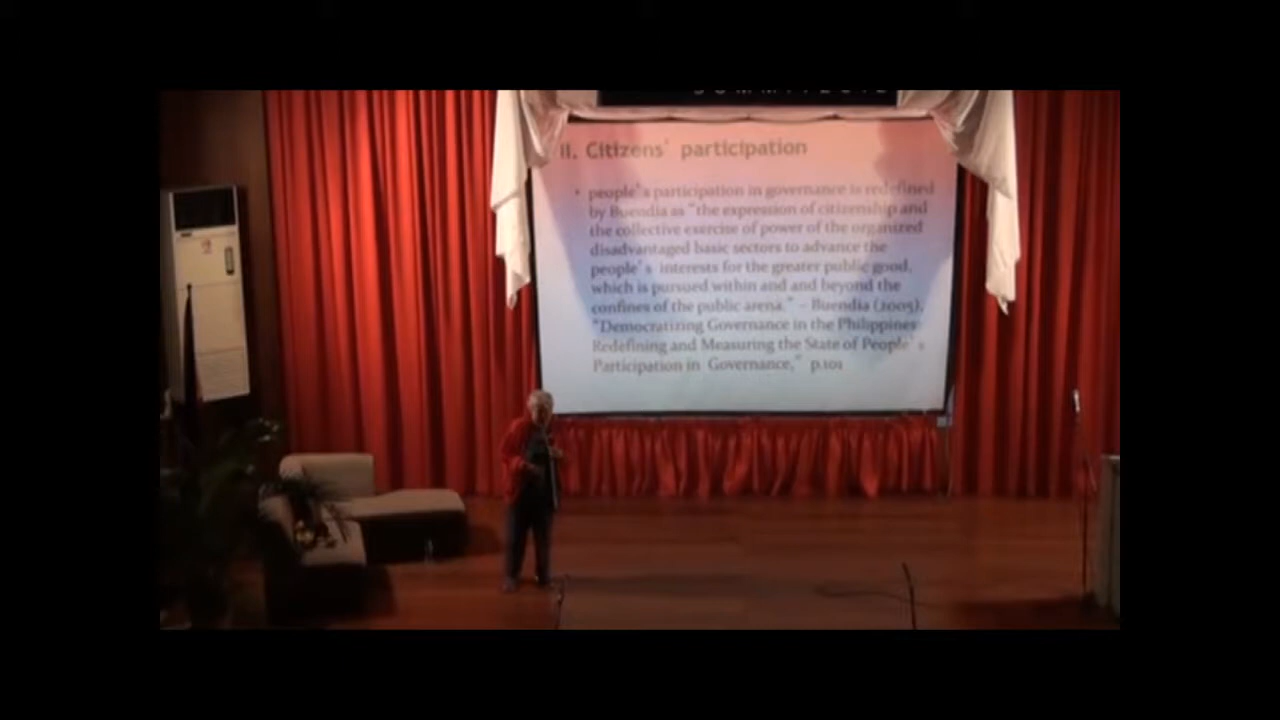 II. Citizens' participation
• people's participation in governance is redefined
by Buendia as "the expression of citizenship and
the collective exercise of power of the organized
disadvantaged basic sectors to advance the
people's interests for the greater public good,
which is pursued within and and beyond the
confines of the public arena." – Buendia (2005),
"Democratizing Governance in the Philippines
Redefining and Measuring the State of People's
Participation in Governance," p.101